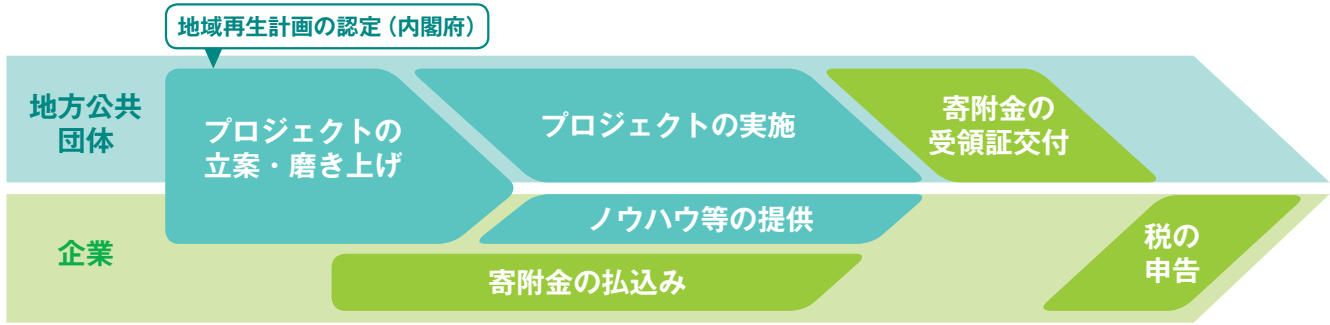 地域再生計画の認定（内閣府）
地方公共
団体
プロジェクトの
立案・磨き上げ
プロジェクトの実施
寄附金の
受領証交付
企業
ノウハウ等の提供
寄附金の払込み
税の
申告